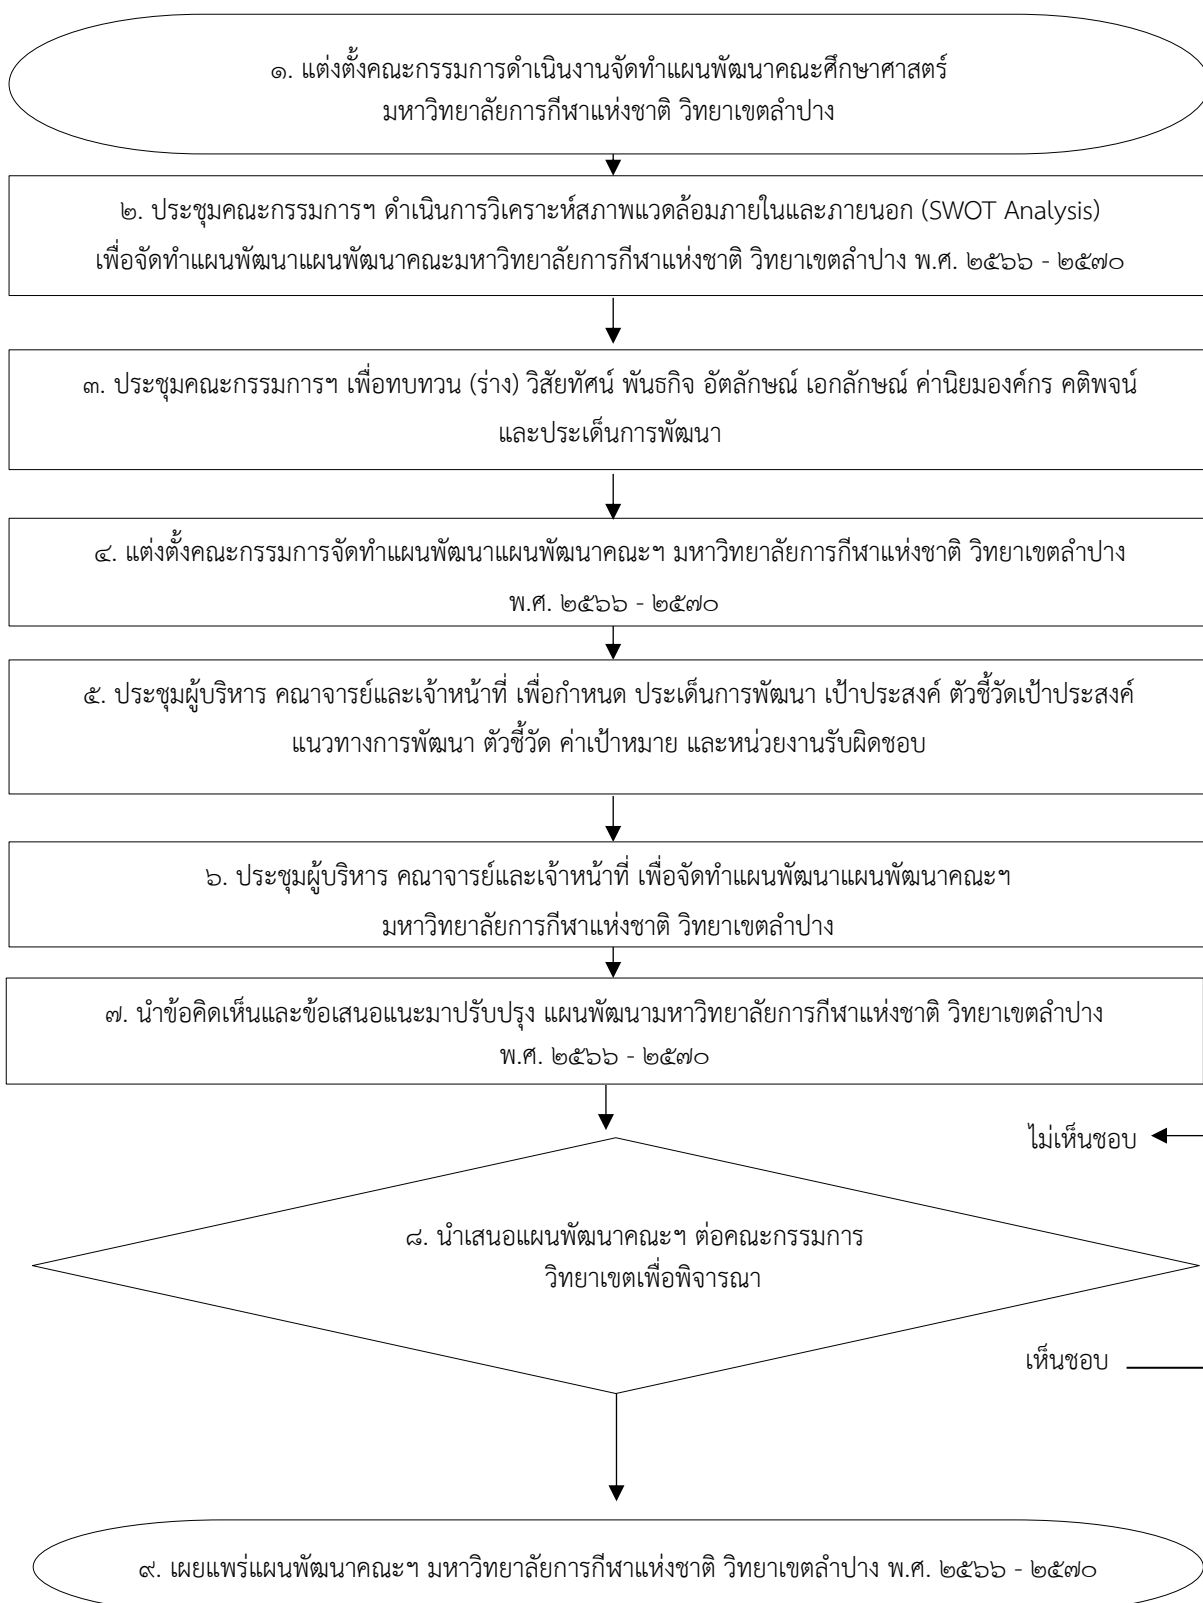 ๑. แต่งตั้งคณะกรรมการดำเนินงานจัดทำแผนพัฒนาคณะศึกษาศาสตร์
มหาวิทยาลัยการกีฬาแห่งชาติ วิทยาเขตลำปาง
๒. ประชุมคณะกรรมการฯ ดำเนินการวิเคราะห์สภาพแวดล้อมภายในและภายนอก (SWOT Analysis)
เพื่อจัดทำแผนพัฒนาแผนพัฒนาคณะมหาวิทยาลัยการกีฬาแห่งชาติ วิทยาเขตลำปาง พ.ศ. ๒๕๖๖ - ๒๕๗๐
๓. ประชุมคณะกรรมการฯ เพื่อทบทวน (ร่าง) วิสัยทัศน์ พันธกิจ อัตลักษณ์ เอกลักษณ์ ค่านิยมองค์กร คติพจน์
และประเด็นการพัฒนา
๔. แต่งตั้งคณะกรรมการจัดทำแผนพัฒนาแผนพัฒนาคณะฯ มหาวิทยาลัยการกีฬาแห่งชาติ วิทยาเขตลำปาง
พ.ศ. ๒๕๖๖ - ๒๕๗๐
๕. ประชุมผู้บริหาร คณาจารย์และเจ้าหน้าที่ เพื่อกำหนด ประเด็นการพัฒนา เป้าประสงค์ ตัวชี้วัดเป้าประสงค์
แนวทางการพัฒนา ตัวชี้วัด ค่าเป้าหมาย และหน่วยงานรับผิดชอบ
๖. ประชุมผู้บริหาร คณาจารย์และเจ้าหน้าที่ เพื่อจัดทำแผนพัฒนาแผนพัฒนาคณะฯ
มหาวิทยาลัยการกีฬาแห่งชาติ วิทยาเขตลำปาง
๗. นำข้อคิดเห็นและข้อเสนอแนะมาปรับปรุง แผนพัฒนามหาวิทยาลัยการกีฬาแห่งชาติ วิทยาเขตลำปาง
พ.ศ. ๒๕๖๖ - ๒๕๗๐
ไม่เห็นชอบ
๘. นำเสนอแผนพัฒนาคณะฯ ต่อคณะกรรมการ
วิทยาเขตเพื่อพิจารณา
เห็นชอบ
๙. เผยแพร่แผนพัฒนาคณะฯ มหาวิทยาลัยการกีฬาแห่งชาติ วิทยาเขตลำปาง พ.ศ. ๒๕๖๖ - ๒๕๗๐